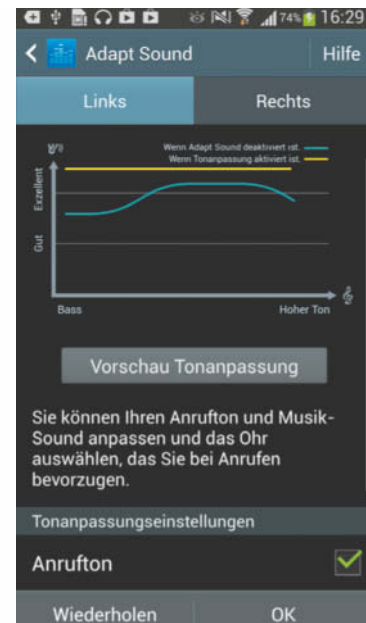 74% 16:29
Adapt Sound Hilfe
Links Rechts
Wenn Adapt Sound deaktiviert ist.
Wenn Tonanpassung aktiviert ist.
Exzellent
Gut
Bass Hoher Ton
Vorschau Tonanpassung
Sie können Ihren Anrufton und Musik-
Sound anpassen und das Ohr
auswählen, das Sie bei Anrufen
bevorzugen.
Tonanpassungseinstellungen
Anrufton
Wiederholen OK